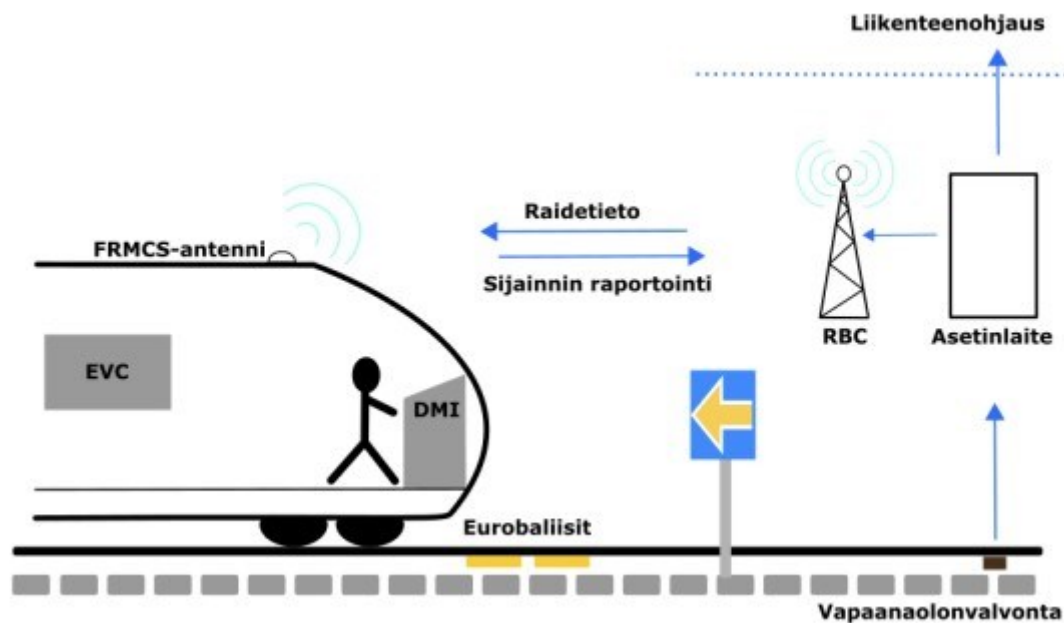 Liikenteenohjaus
Raidetieto
FRMCS-antenni
Sijainnin raportointi
RBC
Asetinlaite
EVC
DMI
Eurobaliisit
Vapaanaolonvalvonta